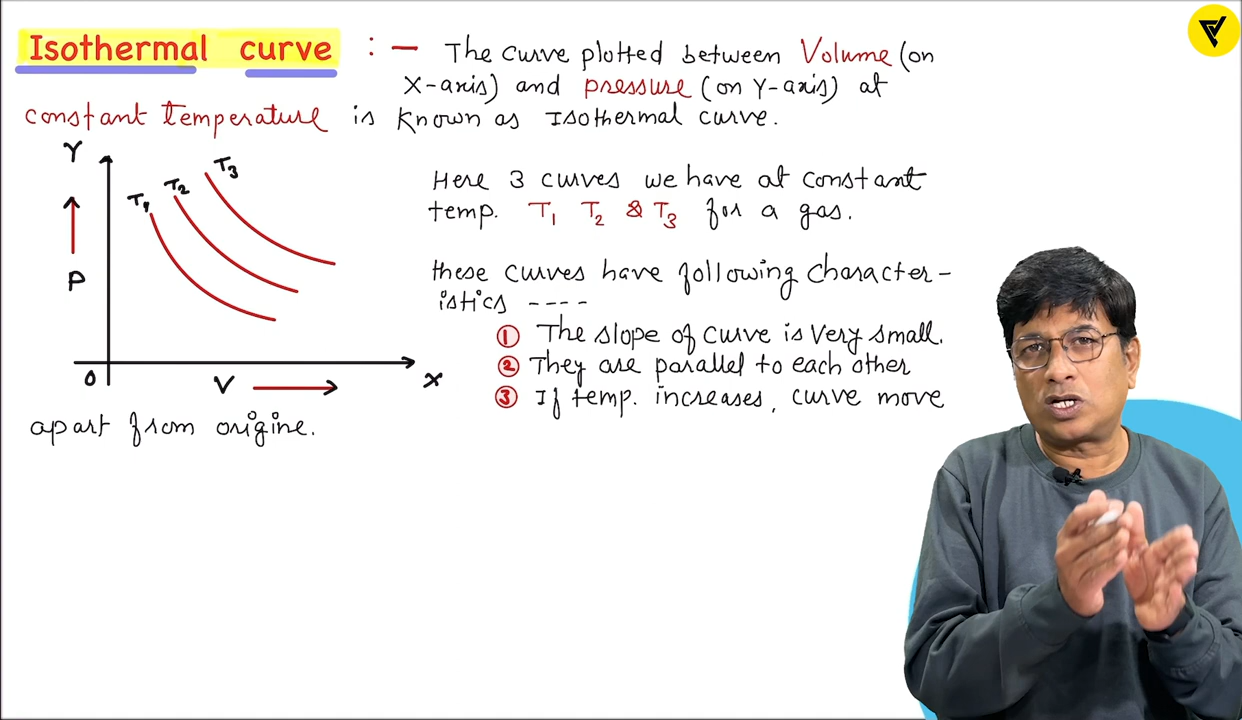 Isothermal curve :- The curve plotted between Volume (on
X-axis) and pressure (on Y-axis) at
constant temperature is known as Isothermal curve.
Y
T1 T2 T3
P
O
V
X
Here 3 curves we have at constant
temp. T1 T2 & T3 for a gas.
these curves have following character-
istics ----
① The slope of curve is very small.
② They are parallel to each other
③ If temp. increases, curve move
apart from origine.